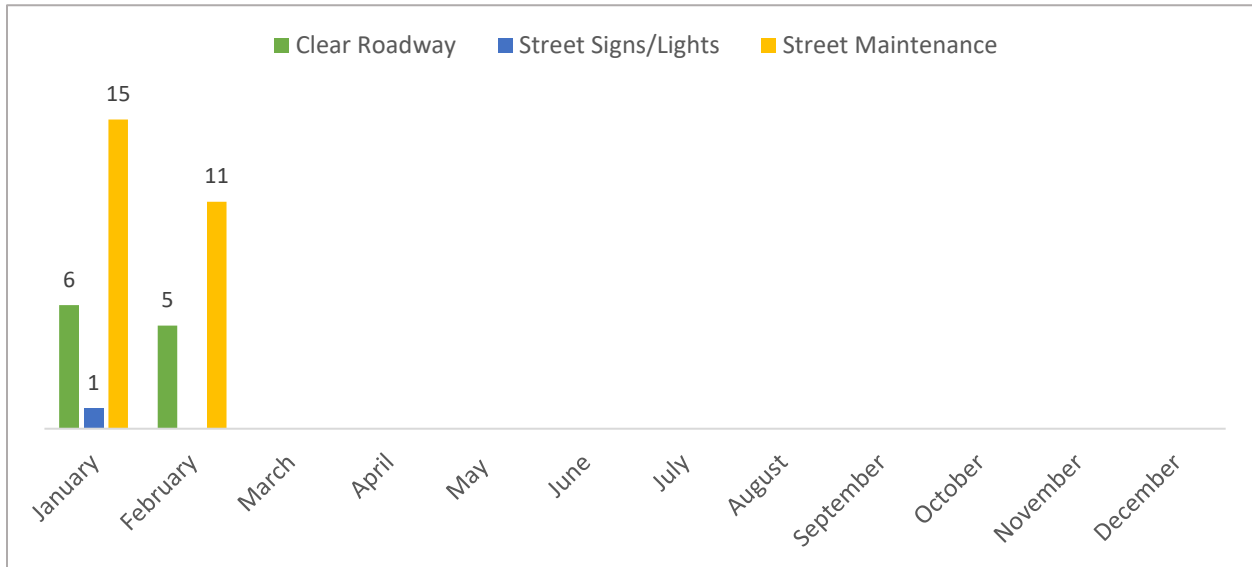 Clear Roadway Street Signs/Lights Street Maintenance
15
11
6
5
1
January February March April May June July August September October November December